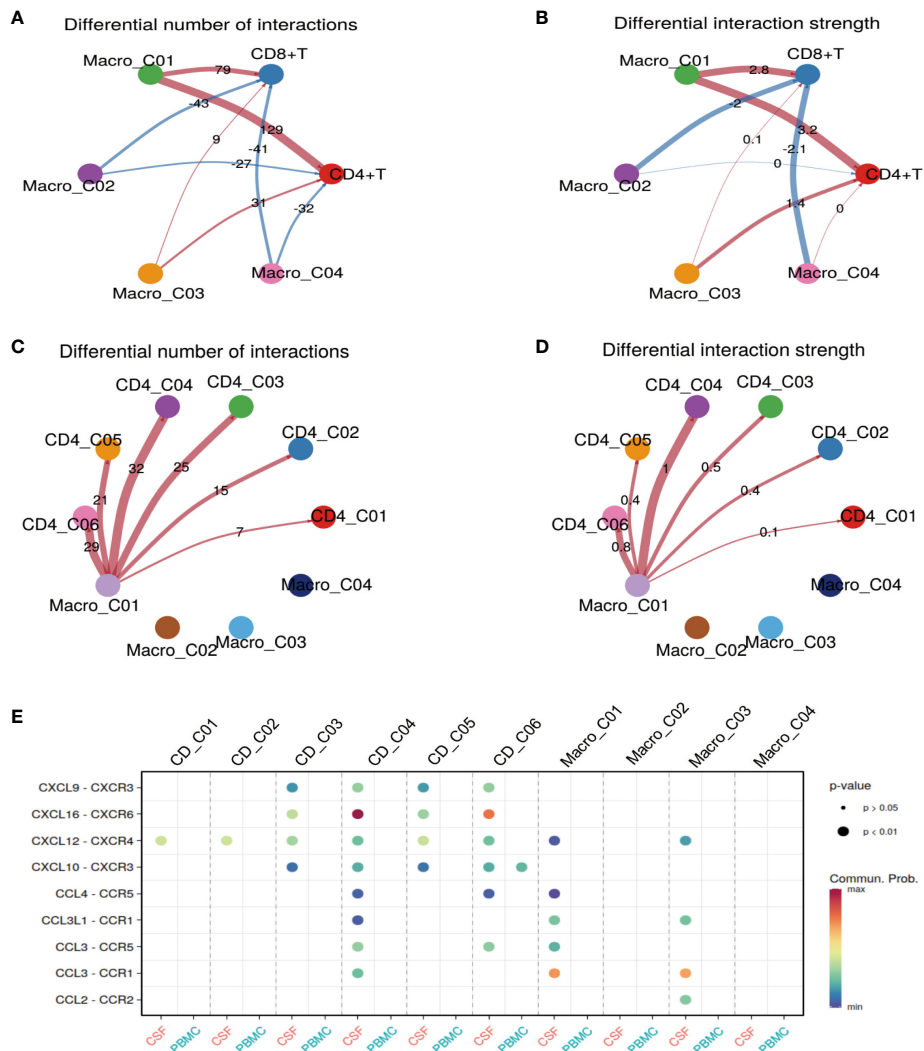 A
Differential number of interactions
Macro_C01
CD8+T
79
-43
129
9
-41
-27
CD4+T
Macro_C02
31
-32
Macro_C04
Macro_C03
B
Differential interaction strength
Macro_C01
CD8+T
2.8
-2
3.2
0.1
-2.1
0
CD4+T
Macro_C02
1.4
0
Macro_C04
Macro_C03
C
Differential number of interactions
CD4_C04
CD4_C03
CD4_C05
CD4_C02
32
25
21
15
CD4_C06
CD4_C01
29
7
Macro_C01
Macro_C04
Macro_C02
Macro_C03
D
Differential interaction strength
CD4_C04
CD4_C03
CD4_C05
CD4_C02
1
0.5
0.4
0.4
CD4_C06
CD4_C01
0.8
0.1
Macro_C01
Macro_C04
Macro_C02
Macro_C03
E
CD_C01
CD_C02
CD_C03
CD_C04
CD_C05
CD_C06
Macro_C01
Macro_C02
Macro_C03
Macro_C04
CXCL9 - CXCR3
CXCL16 - CXCR6
CXCL12 - CXCR4
CXCL10 - CXCR3
CCL4 - CCR5
CCL3L1 - CCR1
CCL3 - CCR5
CCL3 - CCR1
CCL2 - CCR2
CSF
PBMC
CSF
PBMC
CSF
PBMC
CSF
PBMC
CSF
PBMC
CSF
PBMC
CSF
PBMC
CSF
PBMC
CSF
PBMC
CSF
PBMC
p-value
p > 0.05
p < 0.01
Commun. Prob.
max
min